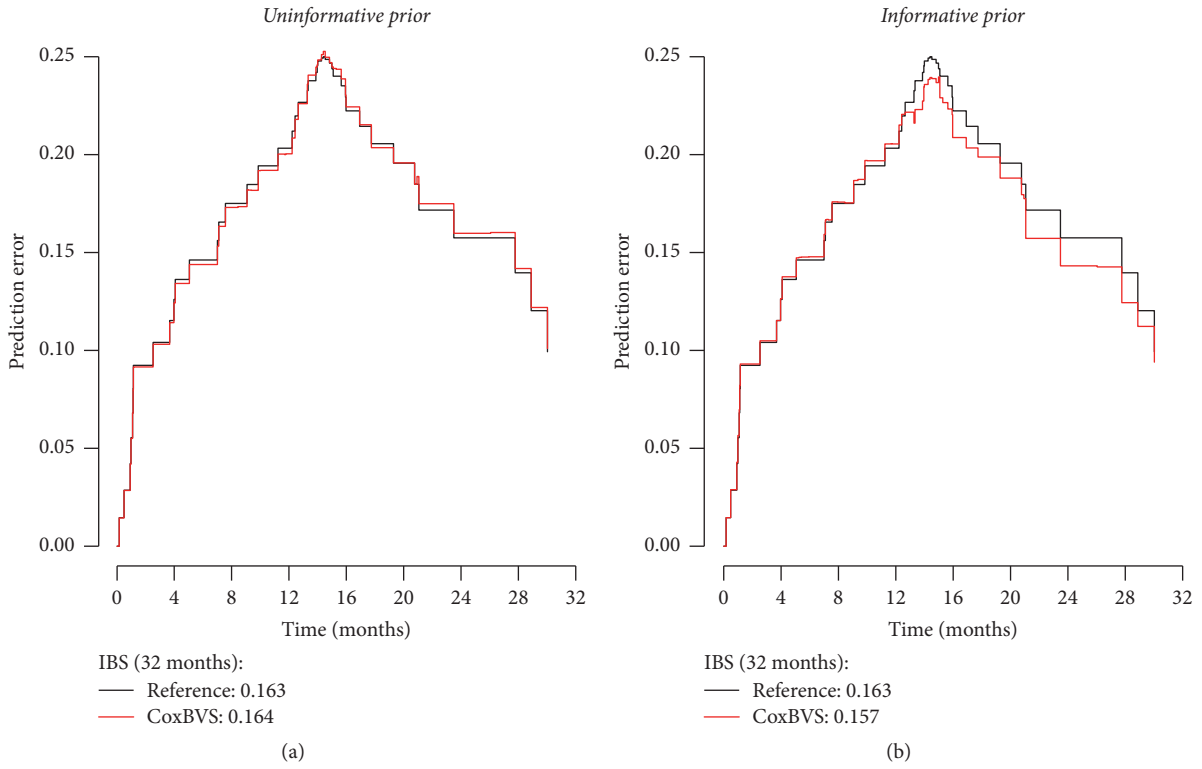 Uninformative prior
0.25
0.20
0.15
0.10
0.05
0.00
Prediction error
0 4 8 12 16 20 24 28 32
Time (months)
IBS (32 months):
Reference: 0.163
CoxBVS: 0.164
(a)
Informative prior
0.25
0.20
0.15
0.10
0.05
0.00
Prediction error
0 4 8 12 16 20 24 28 32
Time (months)
IBS (32 months):
Reference: 0.163
CoxBVS: 0.157
(b)